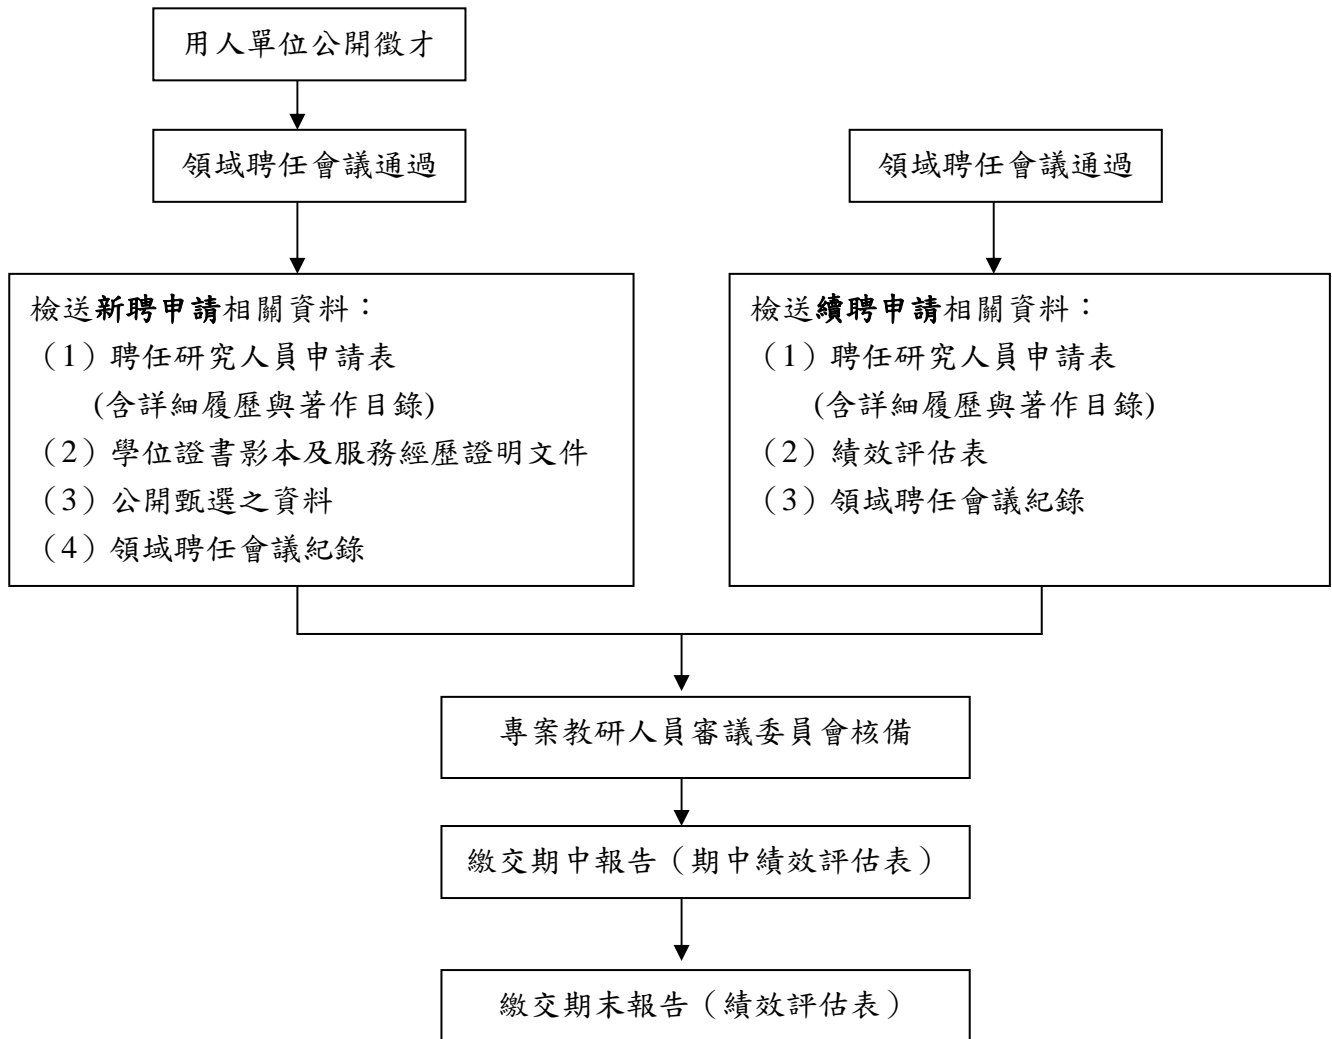 用人單位公開徵才
領域聘任會議通過
領域聘任會議通過
檢送新聘申請相關資料：
（1）聘任研究人員申請表
(含詳細履歷與著作目錄)
（2）學位證書影本及服務經歷證明文件
（3）公開甄選之資料
（4）領域聘任會議紀錄
檢送續聘申請相關資料：
（1）聘任研究人員申請表
(含詳細履歷與著作目錄)
（2）績效評估表
（3）領域聘任會議紀錄
專案教研人員審議委員會核備
繳交期中報告（期中績效評估表）
繳交期末報告（績效評估表）